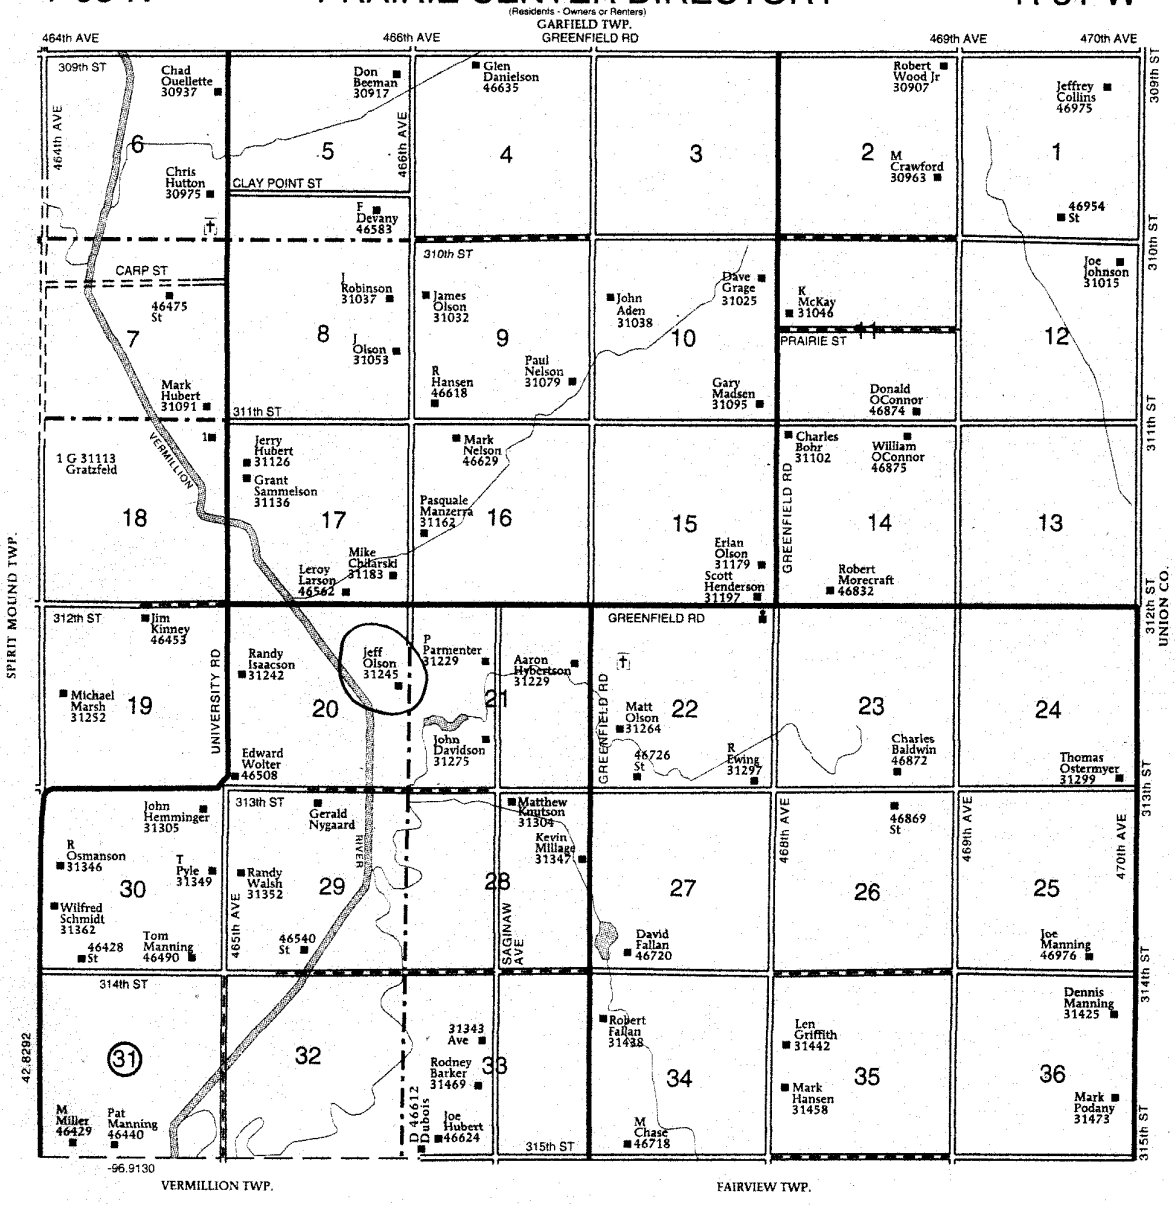 PRAIRIE CENTER DIRECTORY
(Residents - Owners or Renters)
GARFIELD TWP.
464th AVE
466th AVE
GREENFIELD RD
469th AVE
470th AVE
309th ST
309th ST
Chad
Ouellette
30937
Don
Beeman
30917
Glen
Danielson
46635
Robert
Wood Jr
30907
Jeffrey
Collins
46975
464th AVE
466th AVE
6
5
4
3
2
1
M
Crawford
30963
Chris
Hutton
30975
CLAY POINT ST
F
Devany
46583
46954
St
310th ST
310th ST
CARP ST
46475
St
Robinson
31037
James
Olson
31032
John
Aden
31038
Dave
Grage
31025
K
McKay
31046
Joe
Johnson
31015
7
8
9
10
11
12
PRAIRIE ST
J
Olson
31053
R
Hansen
46618
Paul
Nelson
31079
Gary
Madsen
31095
Donald
OConnor
46874
Mark
Hubert
31091
311th ST
311th ST
1
1 G 31113
Gratzfeld
VERMILLION
Jerry
Hubert
31126
Grant
Sammelson
31136
Mark
Nelson
46629
Charles
Bohr
31102
William
OConnor
46875
GREENFIELD RD
Pasquale
Manzerra
31162
18
17
16
15
14
13
Leroy
Larson
46562
Mike
Chilarski
31183
Erlan
Olson
31179
Scott
Henderson
31197
Robert
Morecraft
46832
SPIRIT MOUND TWP.
UNION CO.
312th ST
312th ST
GREENFIELD RD
Jim
Kinney
46453
UNIVERSITY RD
Randy
Isaacson
31242
Jeff
Olson
31245
P
Parmenter
31229
Aaron
Hybertson
31229
GREENFIELD RD
Michael
Marsh
31252
19
20
21
22
23
24
Matt
Olson
31264
John
Davidson
31275
46726
St
R
Ewing
31297
Charles
Baldwin
46872
Thomas
Ostermyer
31299
Edward
Wolter
46508
313th ST
313th ST
John
Hemminger
31305
Gerald
Nygaard
RIVER
Matthew
Knutson
31304
Kevin
Millage
31347
468th AVE
46869
St
469th AVE
470th AVE
R
Osmanson
31346
T
Pyle
31349
Randy
Walsh
31352
30
29
28
27
26
25
Wilfred
Schmidt
31362
465th AVE
SAGINAW
AVE
46428
St
Tom
Manning
46490
46540
St
David
Fallan
46720
Joe
Manning
46976
314th ST
314th ST
42.8292
Robert
Fallan
31438
31343
Ave
Len
Griffith
31442
Dennis
Manning
31425
31
32
33
34
35
36
Rodney
Barker
31469
Mark
Hansen
31458
Mark
Podany
31473
M
Miller
46429
Pat
Manning
46440
D 46612
Dubois
Joe
Hubert
46624
M
Chase
46718
315th ST
315th ST
-96.9130
VERMILLION TWP.
FAIRVIEW TWP.